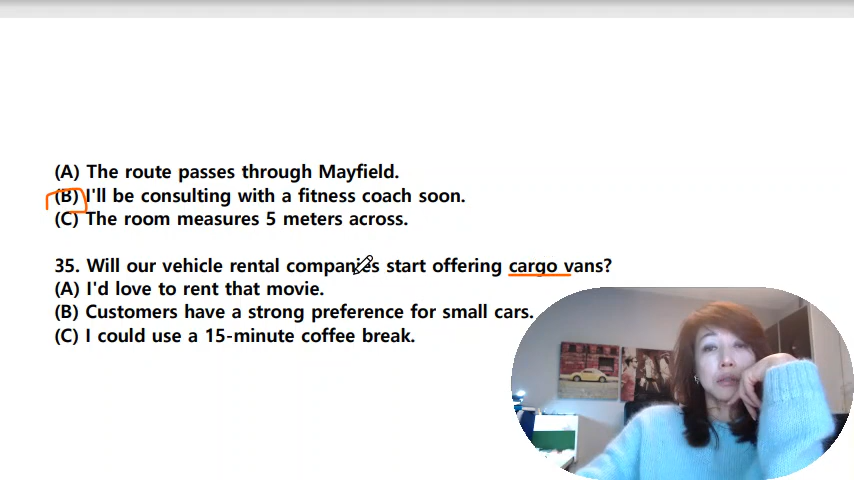 (A) The route passes through Mayfield.
(B) I'll be consulting with a fitness coach soon.
(C) The room measures 5 meters across.
35. Will our vehicle rental companies start offering cargo vans?
(A) I'd love to rent that movie.
(B) Customers have a strong preference for small cars.
(C) I could use a 15-minute coffee break.